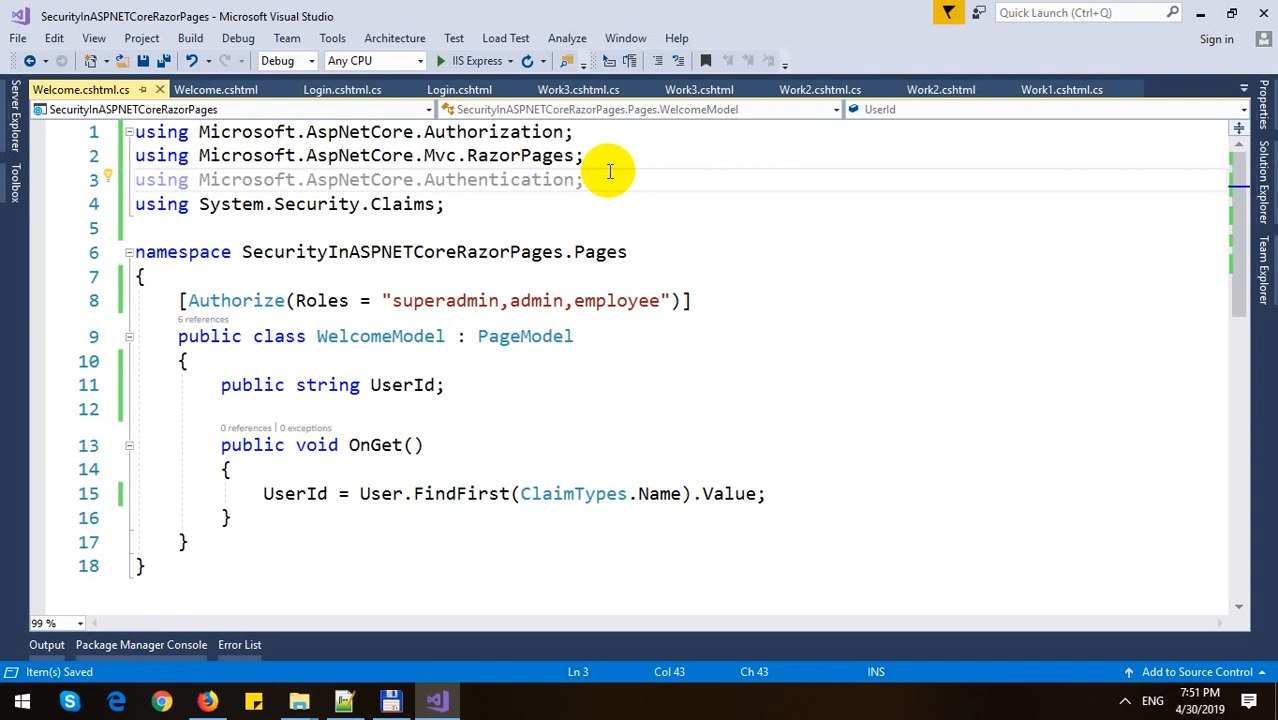 SecurityInASPNETCoreRazorPages - Microsoft Visual Studio
Quick Launch (Ctrl+Q)
File Edit View Project Build Debug Team Tools Architecture Test Load Test Analyze Window Help
Sign in
Debug Any CPU IIS Express
Welcome.cshtml.cs Welcome.cshtml Login.cshtml.cs Login.cshtml Work3.cshtml.cs Work3.cshtml Work2.cshtml.cs Work2.cshtml Work1.cshtml.cs
SecurityInASPNETCoreRazorPages SecurityInASPNETCoreRazorPages.Pages.WelcomeModel UserId
Server Explorer
Toolbox
Properties
Solution Explorer
Team Explorer
1 using Microsoft.AspNetCore.Authorization;
2 using Microsoft.AspNetCore.Mvc.RazorPages;
3 using Microsoft.AspNetCore.Authentication;
4 using System.Security.Claims;
5
6 namespace SecurityInASPNETCoreRazorPages.Pages
7 {
8 [Authorize(Roles = "superadmin,admin,employee")]
6 references
9 public class WelcomeModel : PageModel
10 {
11 public string UserId;
12
0 references | 0 exceptions
13 public void OnGet()
14 {
15 UserId = User.FindFirst(ClaimTypes.Name).Value;
16 }
17 }
18 }
99 %
Output Package Manager Console Error List
Item(s) Saved Ln 3 Col 43 Ch 43 INS Add to Source Control
ENG 7:51 PM
4/30/2019